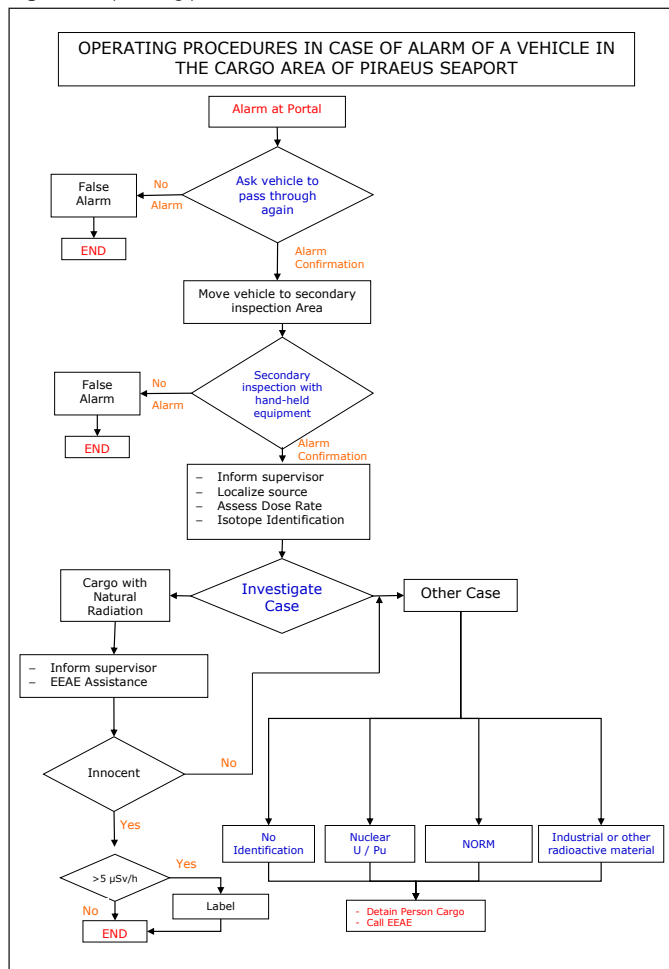 OPERATING PROCEDURES IN CASE OF ALARM OF A VEHICLE IN
THE CARGO AREA OF PIRAEUS SEAPORT
Alarm at Portal
Ask vehicle to
pass through
again
No
Alarm
False
Alarm
END
Alarm
Confirmation
Move vehicle to secondary
inspection Area
Secondary
inspection with
hand-held
equipment
No
Alarm
False
Alarm
END
Alarm
Confirmation
– Inform supervisor
– Localize source
– Assess Dose Rate
– Isotope Identification
Investigate
Case
Cargo with
Natural
Radiation
Other Case
– Inform supervisor
– EEAE Assistance
Innocent
No
Yes
>5 µSv/h
Yes
Label
No
END
No
Identification
Nuclear
U / Pu
NORM
Industrial or other
radioactive material
- Detain Person Cargo
- Call EEAE